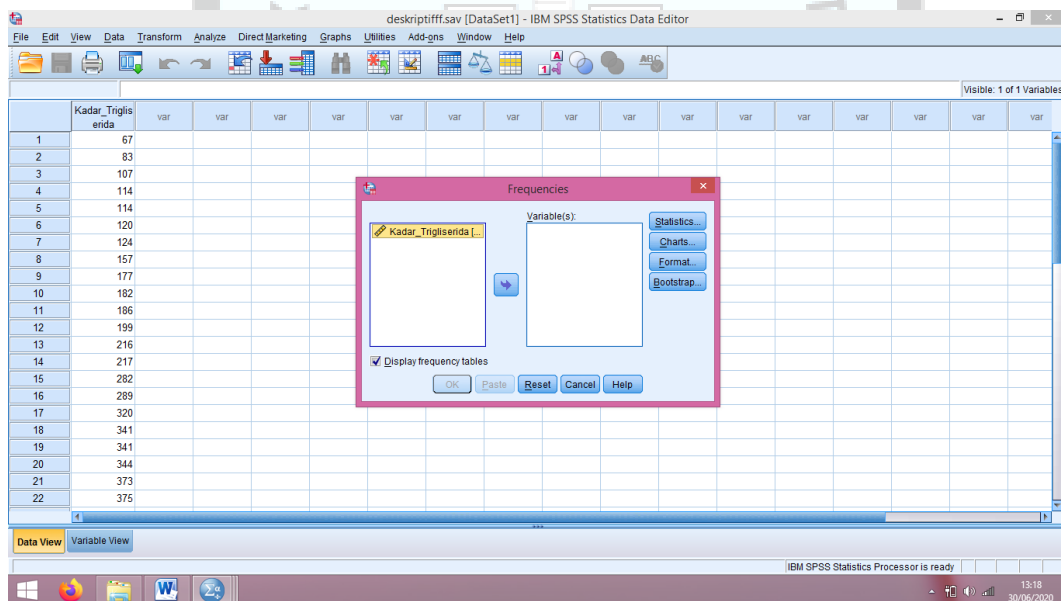 deskriptifff.sav [DataSet1] - IBM SPSS Statistics Data Editor
File Edit View Data Transform Analyze Direct Marketing Graphs Utilities Add-ons Window Help
Visible: 1 of 1 Variables
Kadar_Triglis
erida var var var var var var var var var var var var var var var var
1 67
2 83
3 107
4 114
5 114
6 120
7 124
8 157
9 177
10 182
11 186
12 199
13 216
14 217
15 282
16 289
17 320
18 341
19 341
20 344
21 373
22 375
Frequencies
Variable(s):
Kadar_Trigliserida [...
Statistics...
Charts...
Format...
Bootstrap...
Display frequency tables
OK Paste Reset Cancel Help
Data View Variable View
IBM SPSS Statistics Processor is ready
13:18
30/06/2020